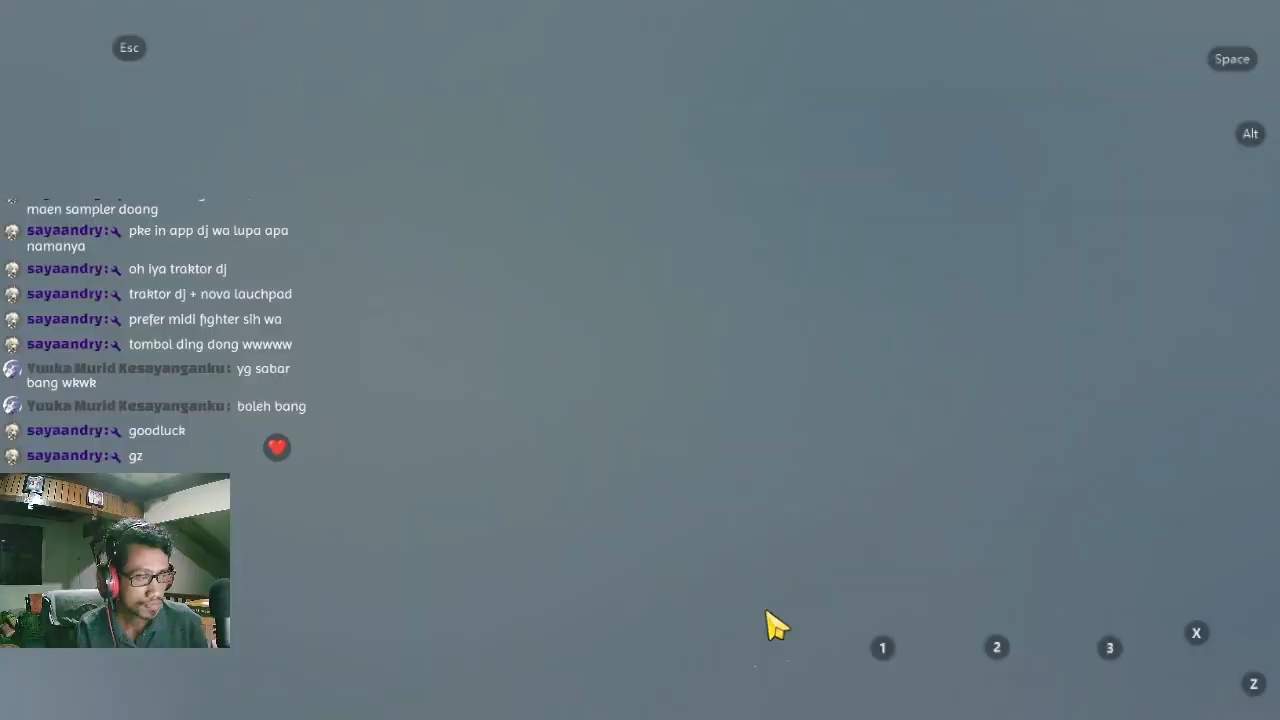 Esc
Space
Alt
maen sampler doang
sayaandry: pke in app dj wa lupa apa
namanya
sayaandry: oh iya traktor dj
sayaandry: traktor dj + nova lauchpad
sayaandry: prefer midi fighter sih wa
sayaandry: tombol ding dong wwwww
Yuuka Murid Kesayanganku: yg sabar
bang wkwk
Yuuka Murid Kesayanganku: boleh bang
sayaandry: goodluck
sayaandry: gz
1
2
3
X
Z